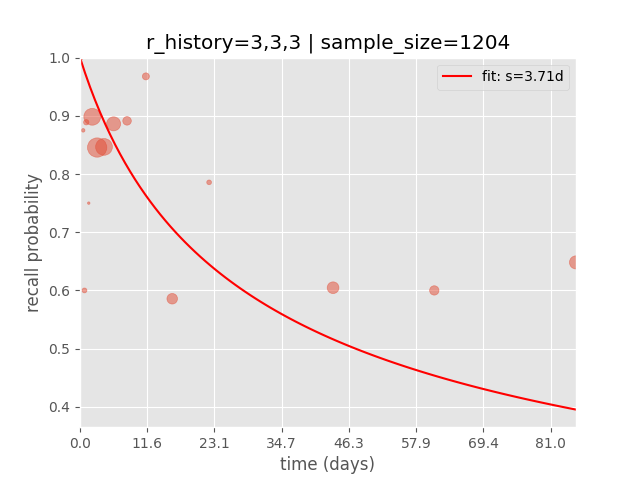 r_history=3,3,3 | sample_size=1204
fit: s=3.71d
1.0
0.9
0.8
0.7
0.6
0.5
0.4
recall probability
0.0 11.6 23.1 34.7 46.3 57.9 69.4 81.0
time (days)